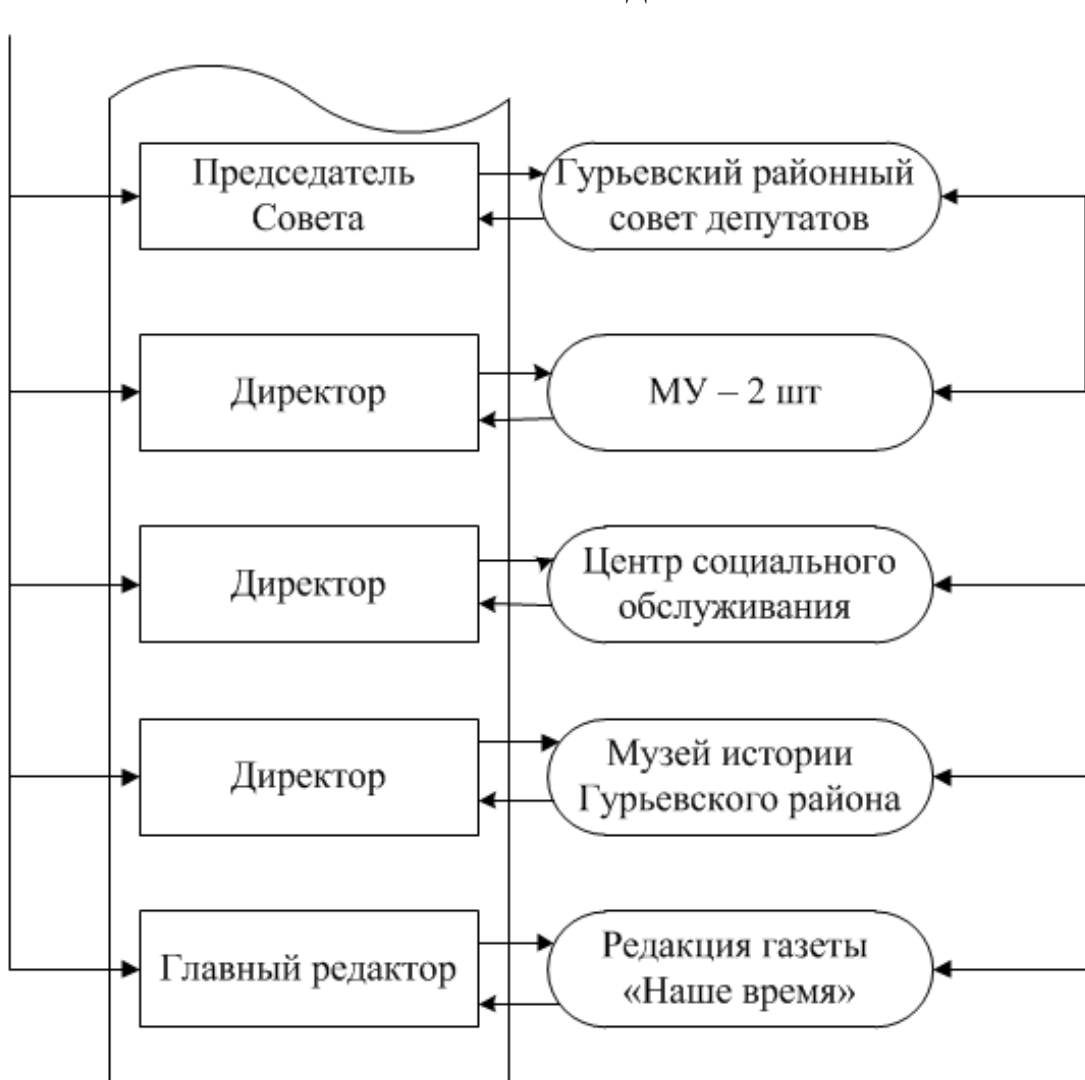 Председатель
Совета
Гурьевский районный
совет депутатов
Директор
МУ – 2 шт
Директор
Центр социального
обслуживания
Директор
Музей истории
Гурьевского района
Главный редактор
Редакция газеты
«Наше время»